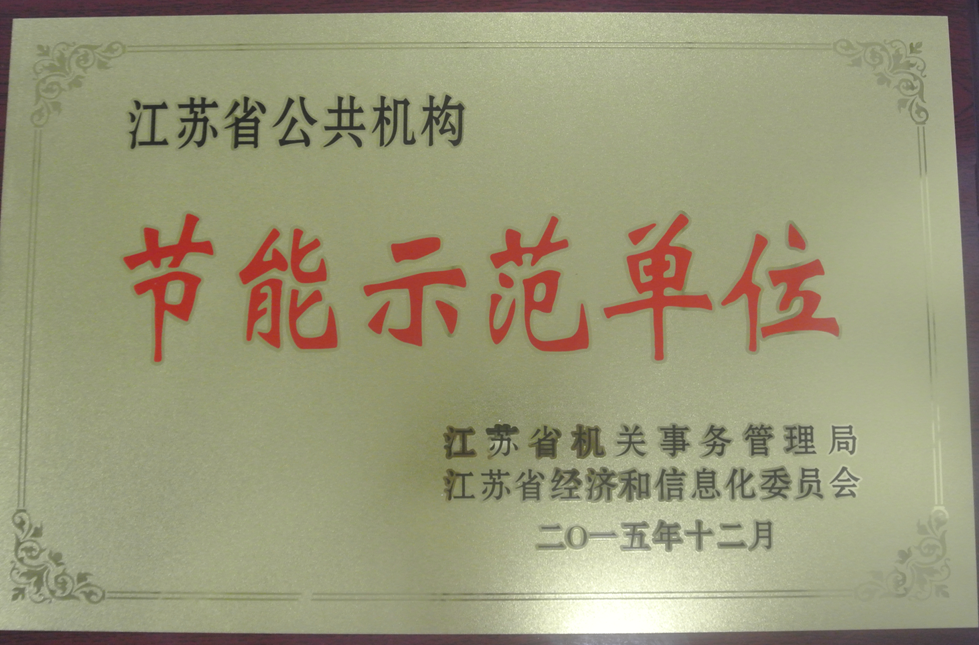 江苏省公共机构
节能示范单位
江苏省机关事务管理局
江苏省经济和信息化委员会
二〇一五年十二月